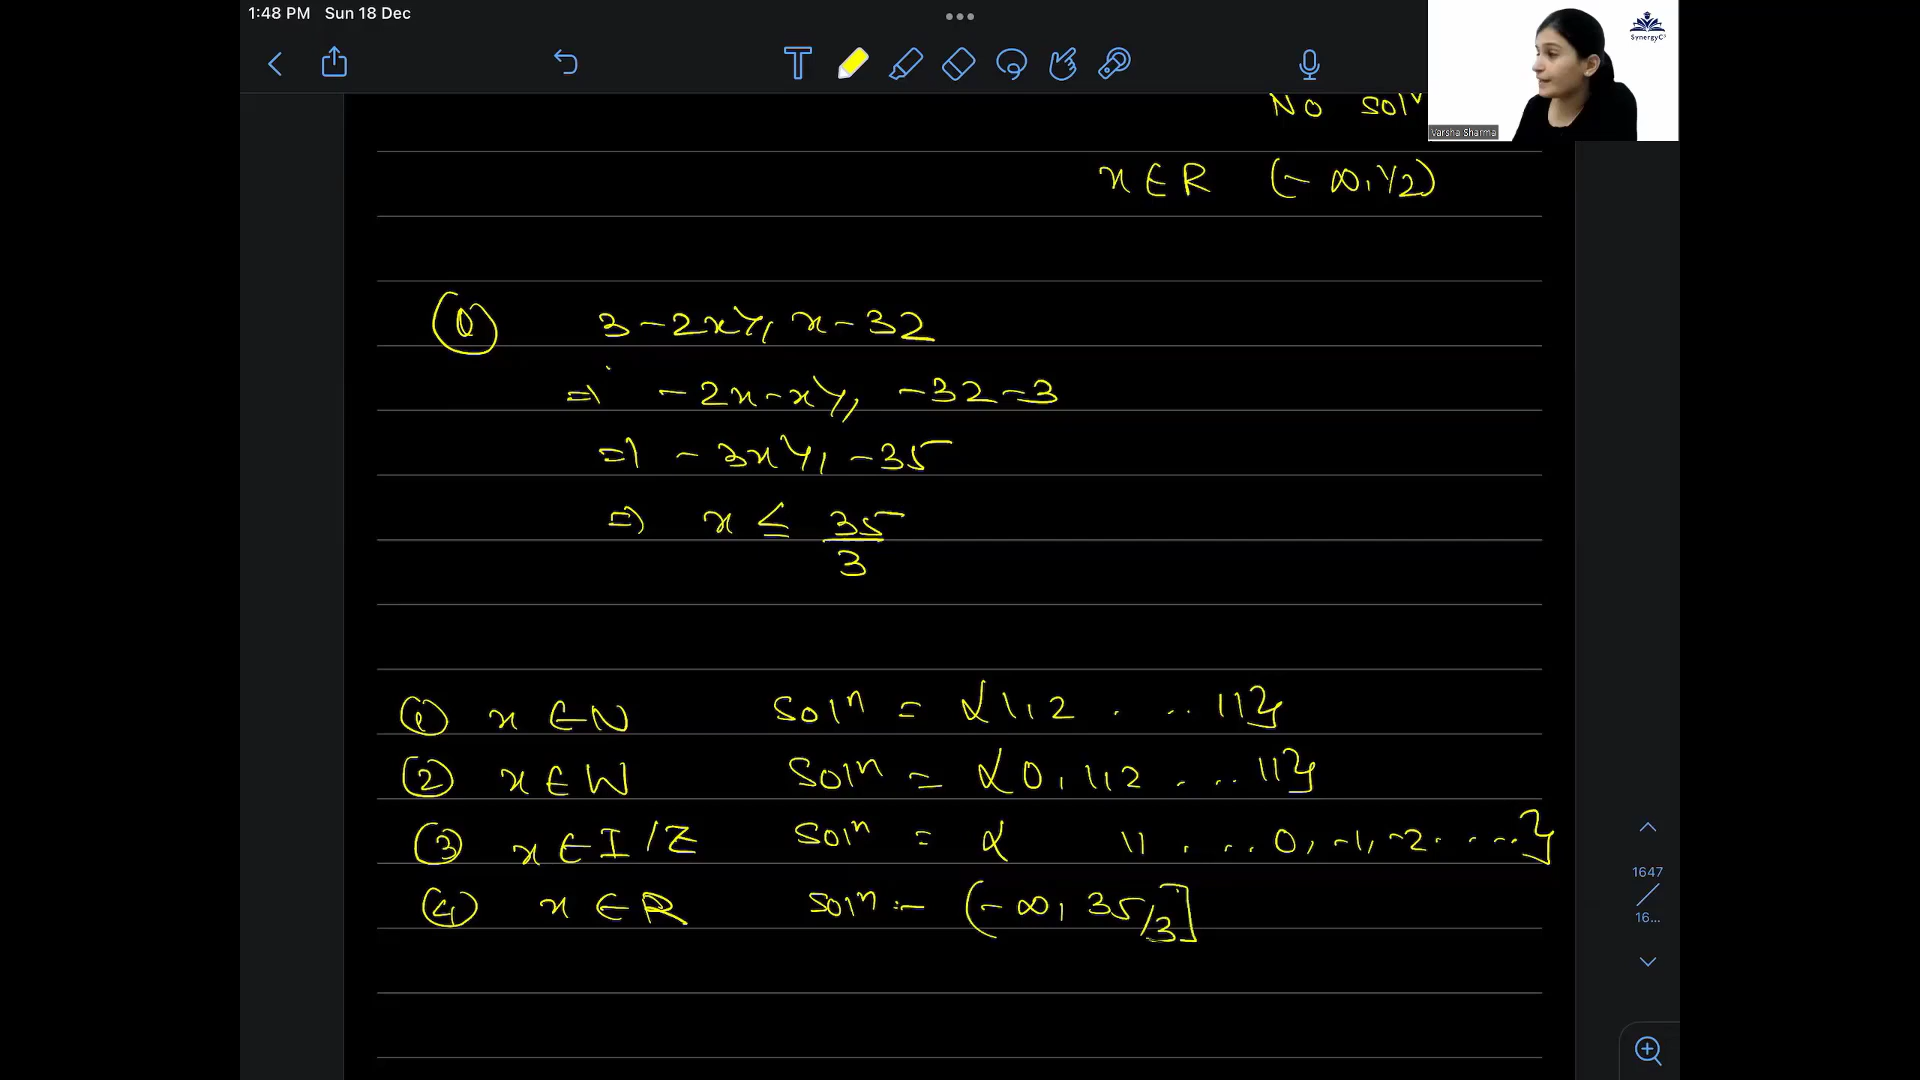 1:48 PM Sun 18 Dec
SynergyC³
Varsha Sharma
No solⁿ
x ∈ R (-∞, 1/2)
Q 3 - 2x ≥ x - 32
⇒ -2x - x ≥ -32 - 3
⇒ -3x ≥ -35
⇒ x ≤ 35/3
(1) x ∈ N solⁿ = {1, 2 . ... 11}
(2) x ∈ W solⁿ = {0, 1, 2 . ... 11}
(3) x ∈ I / Z solⁿ = { 11 . ... 0, -1, -2 . ....}
(4) x ∈ R solⁿ :- (-∞, 35/3]
1647
16...